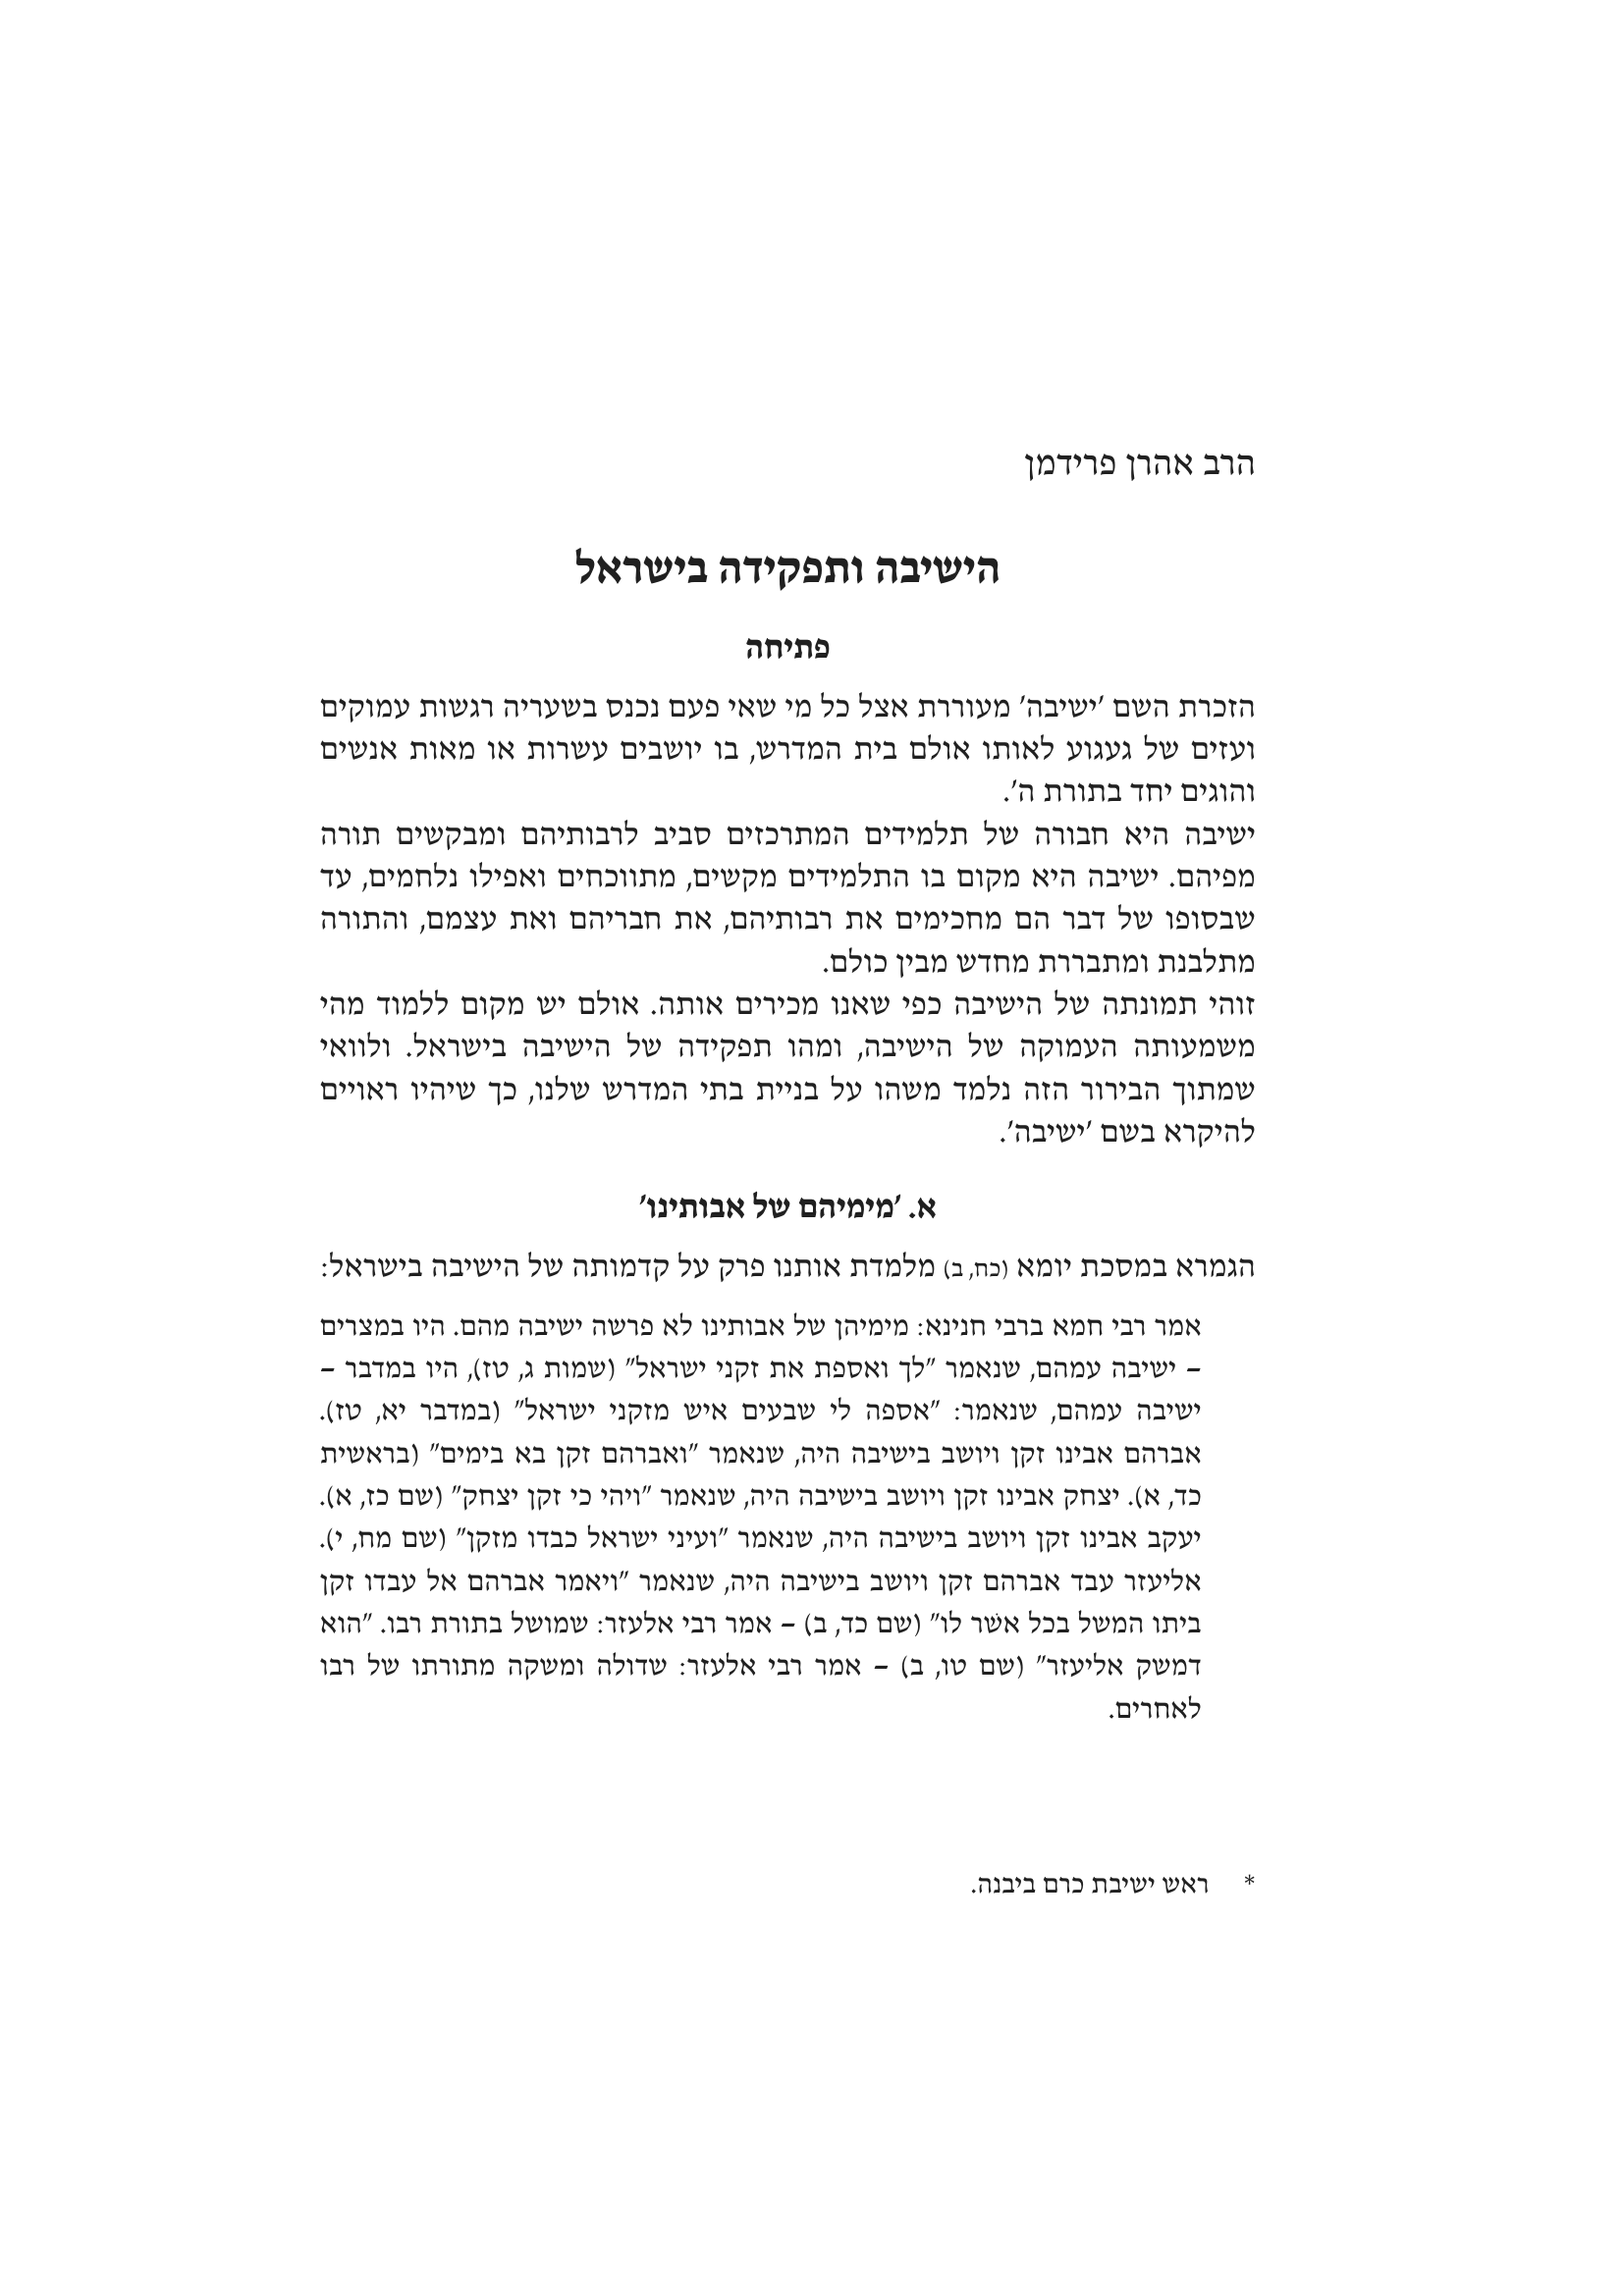 הרב אהרן פרידמן
הישיבה ותפקידה בישראל
פתיחה
הזכרת השם 'ישיבה' מעוררת אצל כל מי שאי פעם נכנס בשעריה רגשות עמוקים
ועזים של געגוע לאותו אולם בית המדרש, בו יושבים עשרות או מאות אנשים
והוגים יחד בתורת ה'.
ישיבה היא חבורה של תלמידים המתרכזים סביב לרבותיהם ומבקשים תורה
מפיהם. ישיבה היא מקום בו התלמידים מקשים, מתווכחים ואפילו נלחמים, עד
שבסופו של דבר הם מחכימים את רבותיהם, את חבריהם ואת עצמם, והתורה
מתלבנת ומתבררת מחדש מבין כולם.
זוהי תמונתה של הישיבה כפי שאנו מכירים אותה. אולם יש מקום ללמוד מהי
משמעותה העמוקה של הישיבה, ומהו תפקידה של הישיבה בישראל. ולוואי
שמתוך הבירור הזה נלמד משהו על בניית בתי המדרש שלנו, כך שיהיו ראויים
להיקרא בשם 'ישיבה'.
א. 'מימיהם של אבותינו'
הגמרא במסכת יומא (כח, ב) מלמדת אותנו פרק על קדמותה של הישיבה בישראל:
אמר רבי חמא ברבי חנינא: מימיהן של אבותינו לא פרשה ישיבה מהם. היו במצרים
– ישיבה עמהם, שנאמר "לך ואספת את זקני ישראל" (שמות ג, טז), היו במדבר –
ישיבה עמהם, שנאמר: "אספה לי שבעים איש מזקני ישראל" (במדבר יא, טז).
אברהם אבינו זקן ויושב בישיבה היה, שנאמר "ואברהם זקן בא בימים" (בראשית
כד, א). יצחק אבינו זקן ויושב בישיבה היה, שנאמר "ויהי כי זקן יצחק" (שם כז, א).
יעקב אבינו זקן ויושב בישיבה היה, שנאמר "ועיני ישראל כבדו מזקן" (שם מח, י).
אליעזר עבד אברהם זקן ויושב בישיבה היה, שנאמר "ויאמר אברהם אל עבדו זקן
ביתו המשל בכל אשׁר לו" (שם כד, ב) – אמר רבי אלעזר: שמושל בתורת רבו. "הוא
דמשק אליעזר" (שם טו, ב) – אמר רבי אלעזר: שדולה ומשקה מתורתו של רבו
לאחרים.
* ראש ישיבת כרם ביבנה.